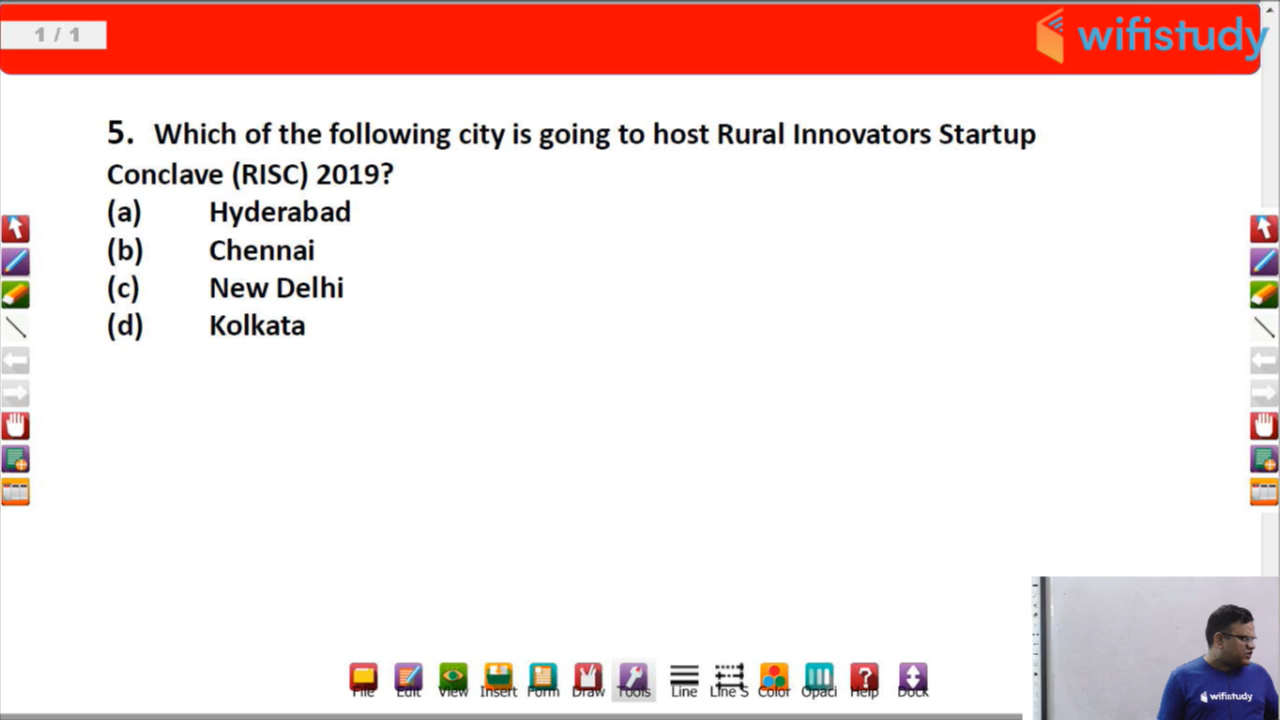 1 / 1
wifistudy
5. Which of the following city is going to host Rural Innovators Startup
Conclave (RISC) 2019?
(a) Hyderabad
(b) Chennai
(c) New Delhi
(d) Kolkata
File Edit View Insert Form Draw Tools Line Line S Color Opaci Help Dock
wifistudy